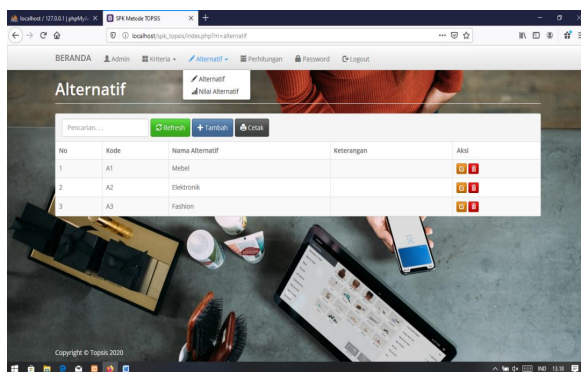 localhost / 127.0.0.1 | phpMyAd
SPK Metode TOPSIS
localhost/spk_topsis/index.php?m=alternatif
BERANDA Admin Kriteria Alternatif Perhitungan Password Logout
Alternatif
Nilai Alternatif
Alternatif
Pencarian... Refresh Tambah Cetak
No Kode Nama Alternatif Keterangan Aksi
1 A1 Mebel
2 A2 Elektronik
3 A3 Fashion
Copyright © Topsis 2020
IND 13.18